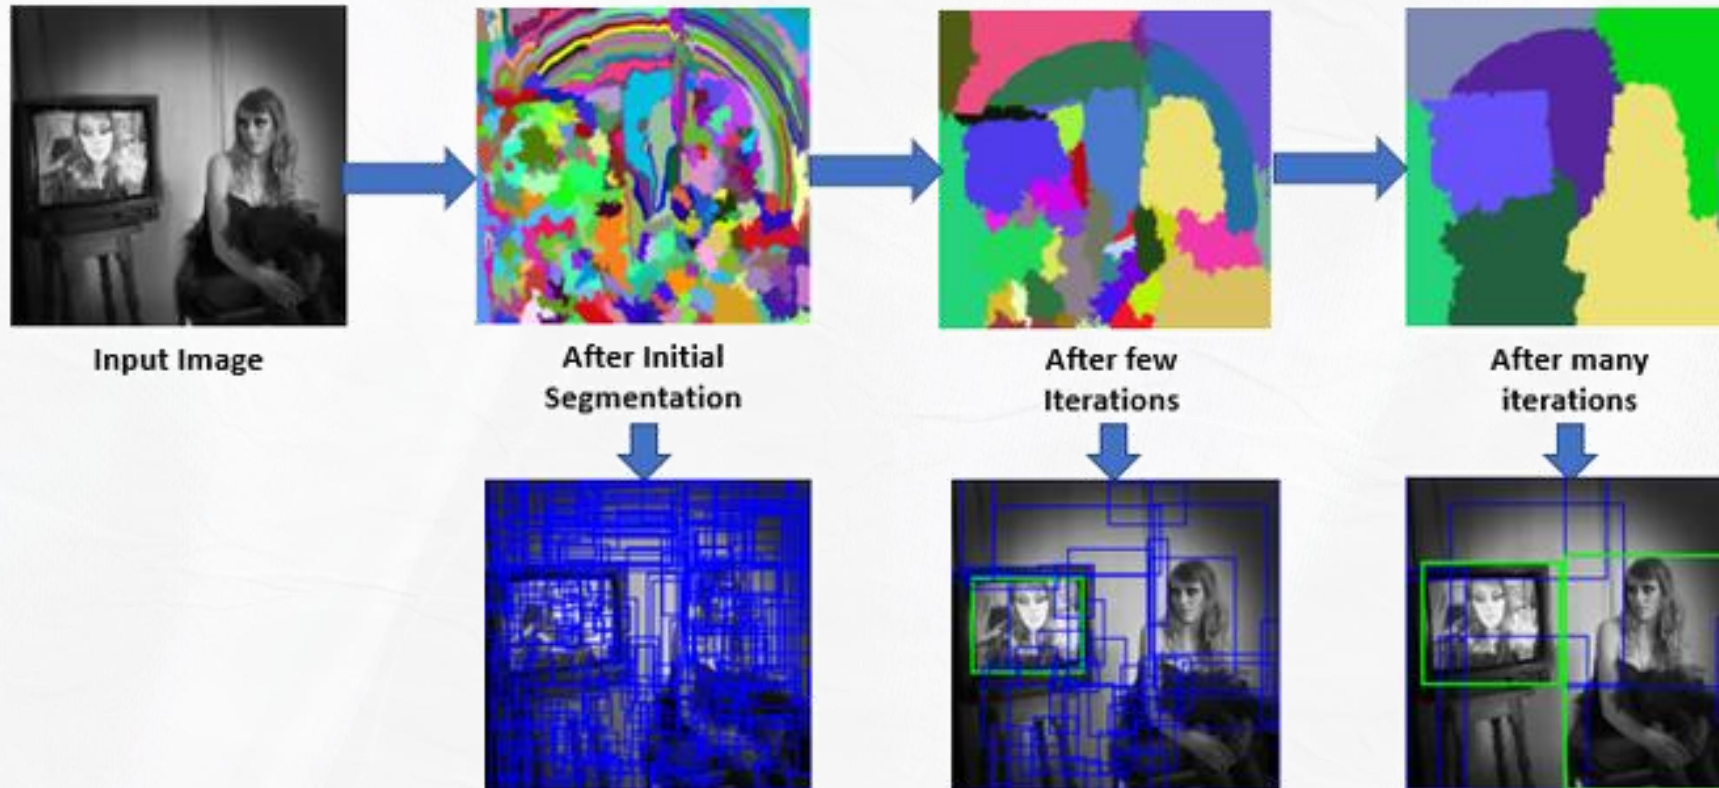 Input Image
After Initial
Segmentation
After few
Iterations
After many
iterations